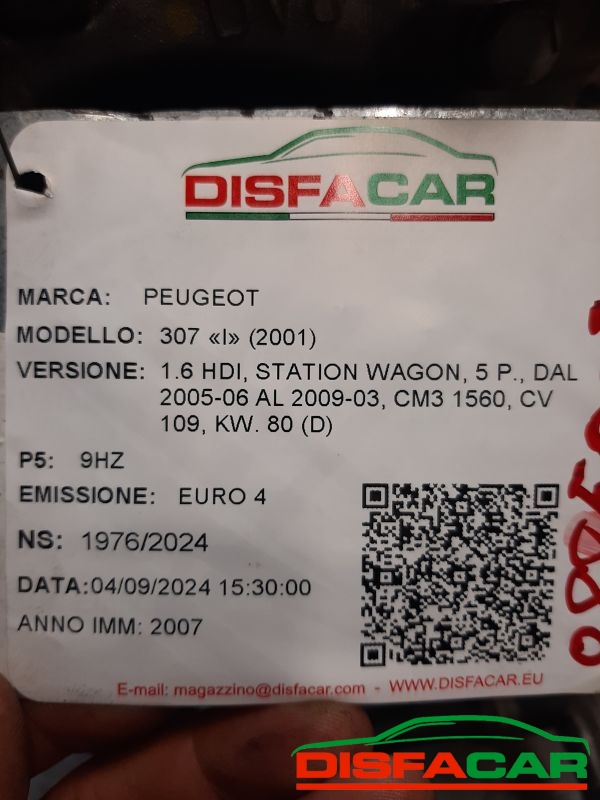 DISFACAR
MARCA: PEUGEOT
MODELLO: 307 «I» (2001)
VERSIONE: 1.6 HDI, STATION WAGON, 5 P., DAL
2005-06 AL 2009-03, CM3 1560, CV
109, KW. 80 (D)
P5: 9HZ
EMISSIONE: EURO 4
NS: 1976/2024
DATA:04/09/2024 15:30:00
ANNO IMM: 2007
E-mail: magazzino@disfacar.com - WWW.DISFACAR.EU
DISFACAR